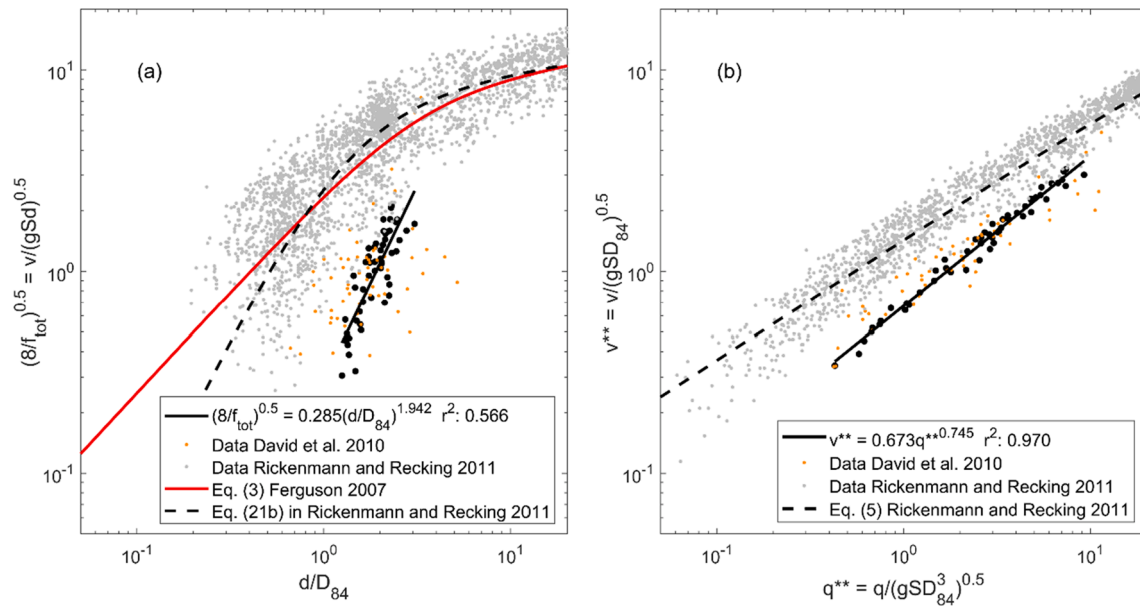 (a)
(8/f_tot)^0.5 = v/(gSd)^0.5
10^1
10^0
10^-1
(8/f_tot)^0.5 = 0.285(d/D_84)^1.942 r^2: 0.566
Data David et al. 2010
Data Rickenmann and Recking 2011
Eq. (3) Ferguson 2007
Eq. (21b) in Rickenmann and Recking 2011
10^-1 10^0 10^1
d/D_84
(b)
v** = v/(gSD_84)^0.5
10^1
10^0
10^-1
v** = 0.673q**^0.745 r^2: 0.970
Data David et al. 2010
Data Rickenmann and Recking 2011
Eq. (5) Rickenmann and Recking 2011
10^-1 10^0 10^1
q** = q/(gSD^3_84)^0.5